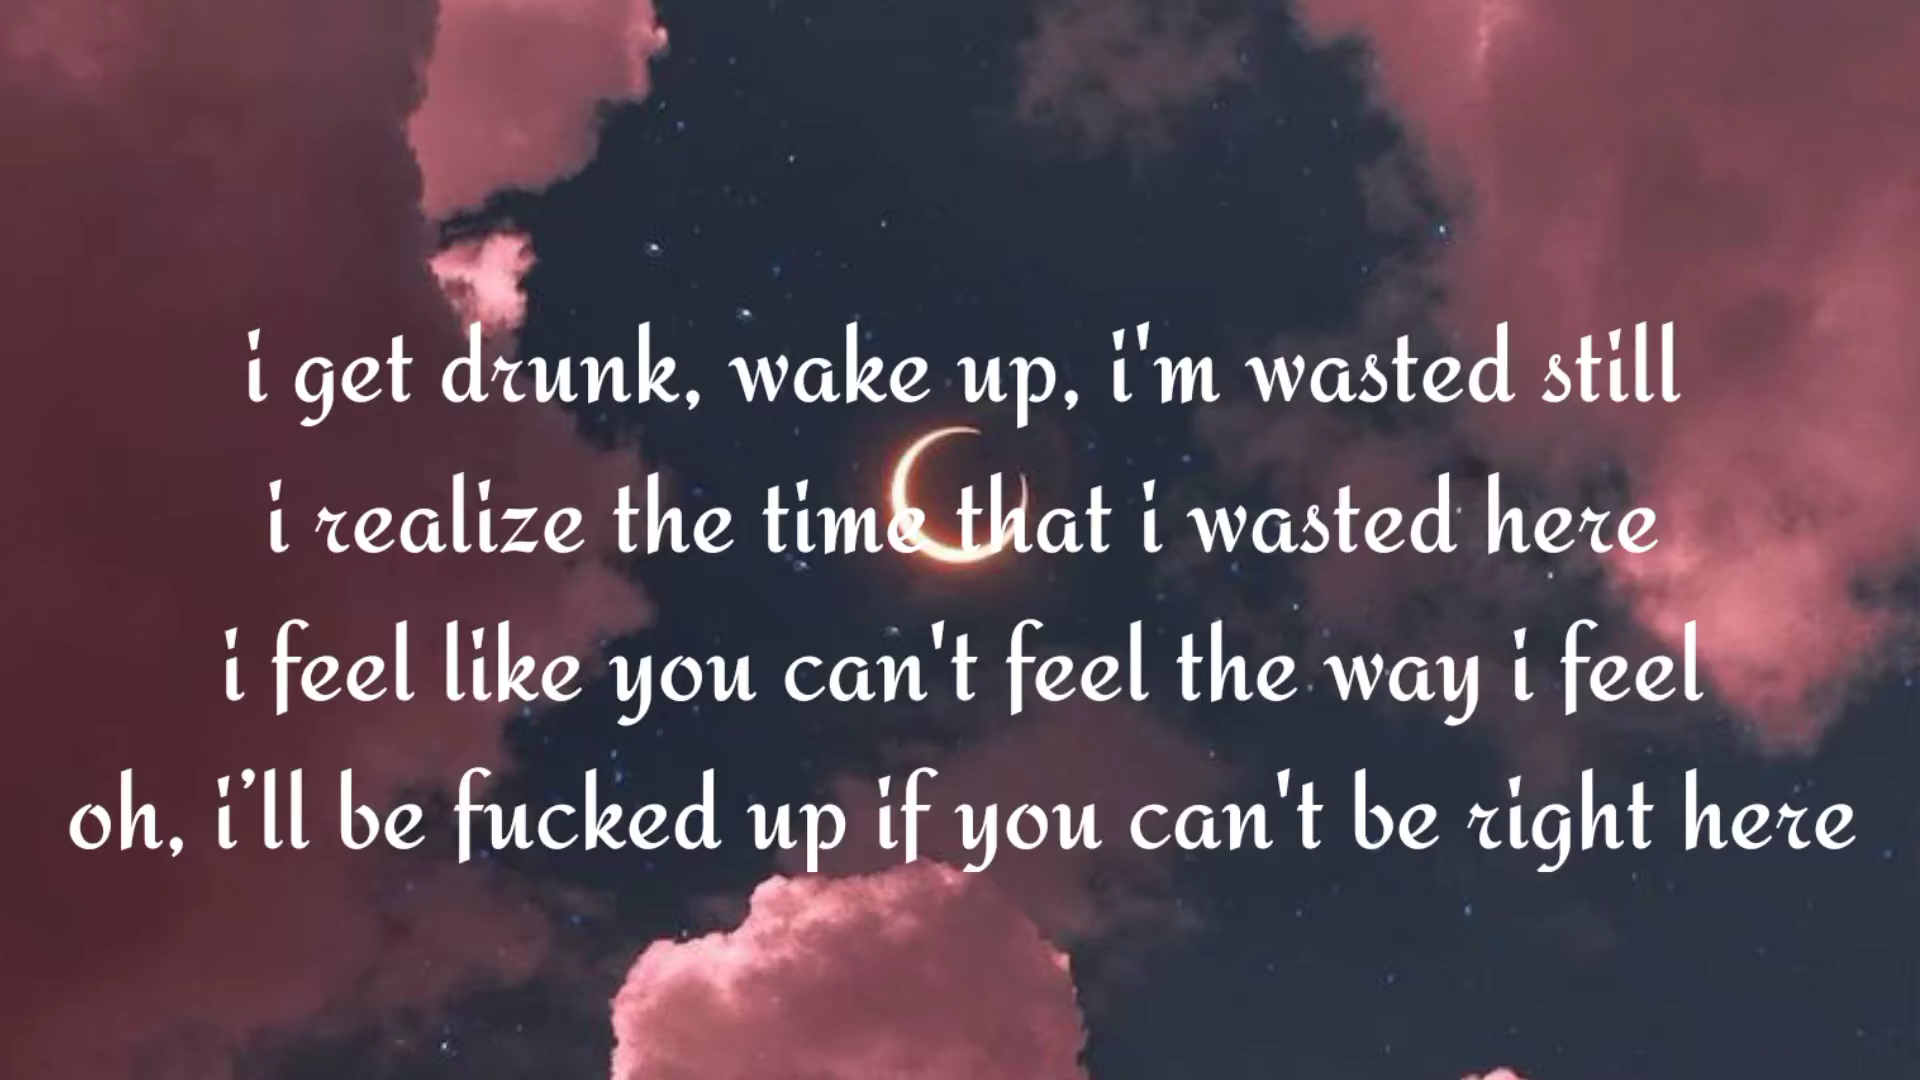 i get drunk, wake up, i'm wasted still
i realize the time that i wasted here
i feel like you can't feel the way i feel
oh, i’ll be fucked up if you can't be right here